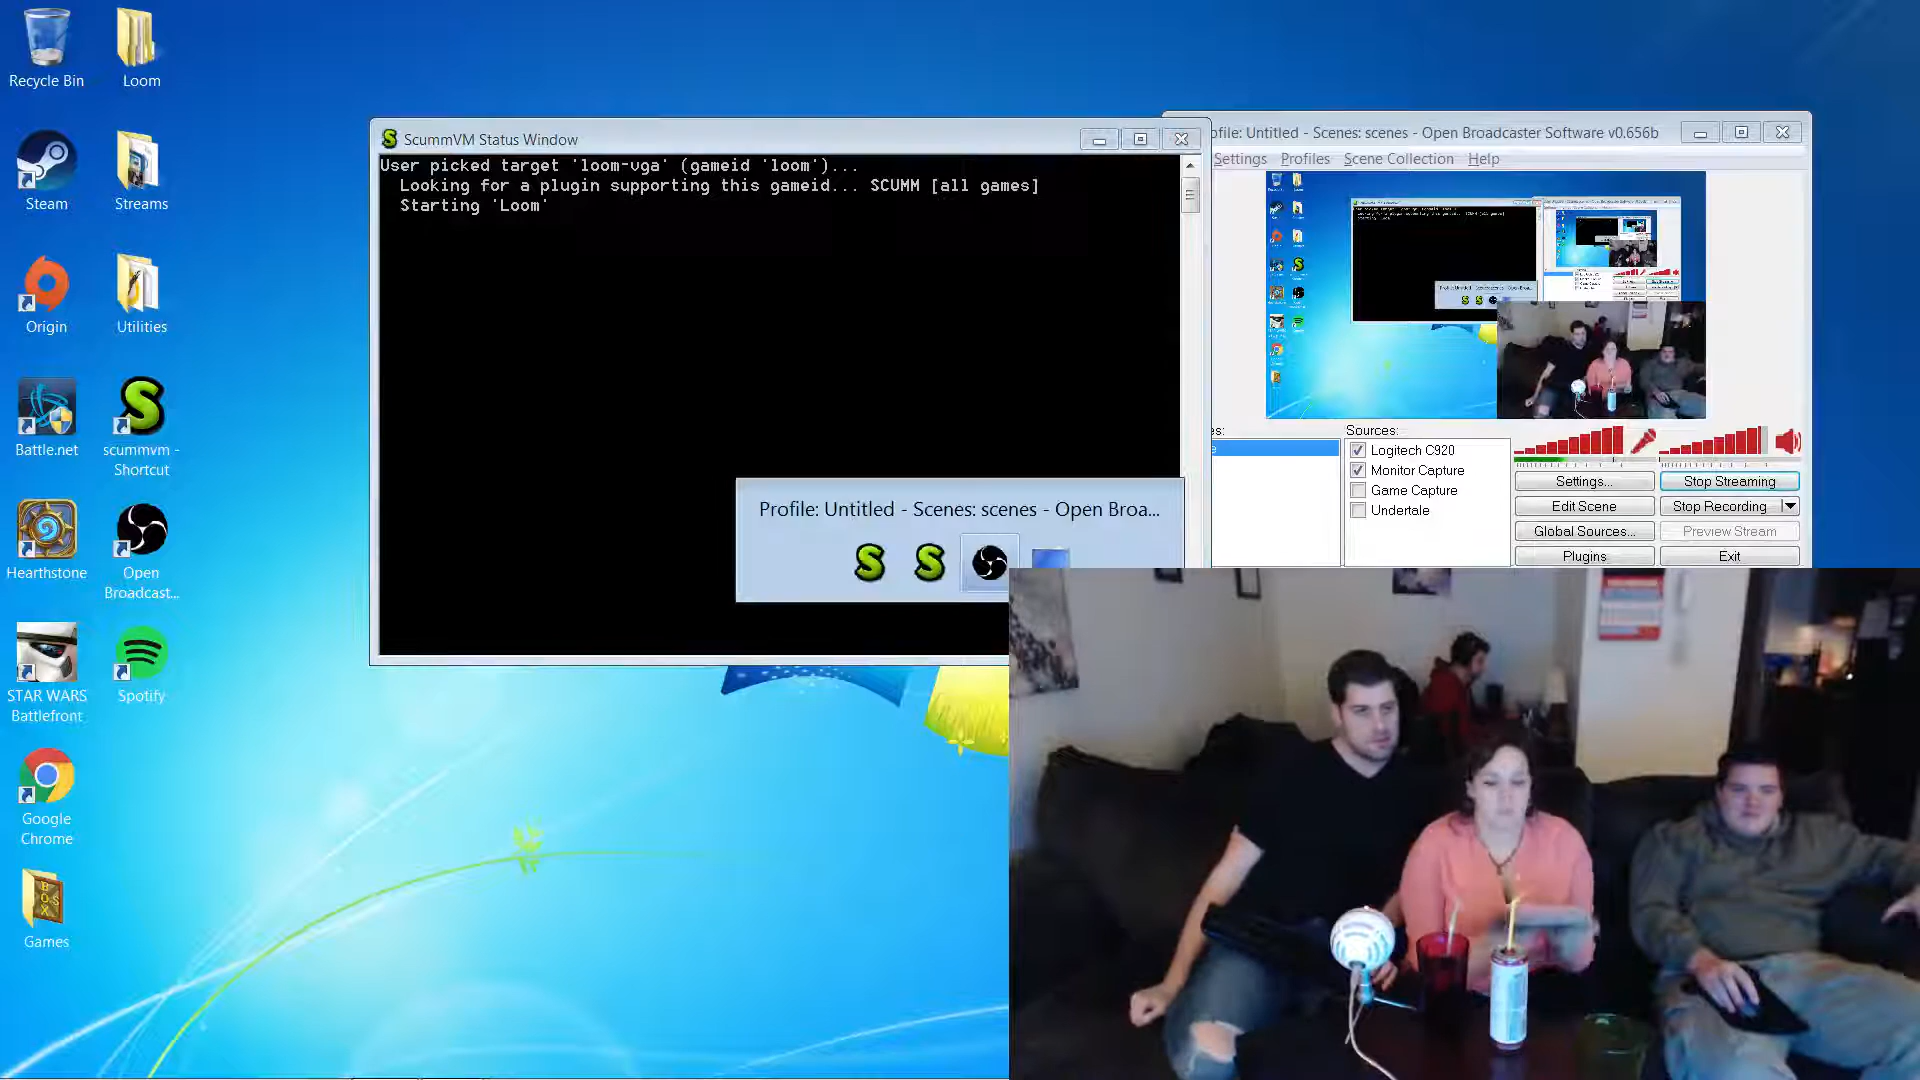 Recycle Bin
Loom
Steam
Streams
Origin
Utilities
Battle.net
scummvm -
Shortcut
Hearthstone
Open
Broadcast...
STAR WARS
Battlefront
Spotify
Google
Chrome
Games
ScummVM Status Window
User picked target 'loom-vga' (gameid 'loom')...
Looking for a plugin supporting this gameid... SCUMM [all games]
Starting 'Loom'
Profile: Untitled - Scenes: scenes - Open Broa...
ofile: Untitled - Scenes: scenes - Open Broadcaster Software v0.656b
Settings Profiles Scene Collection Help
es:
Sources:
Logitech C920
Monitor Capture
Game Capture
Undertale
Settings...
Stop Streaming
Edit Scene
Stop Recording
Global Sources...
Preview Stream
Plugins
Exit